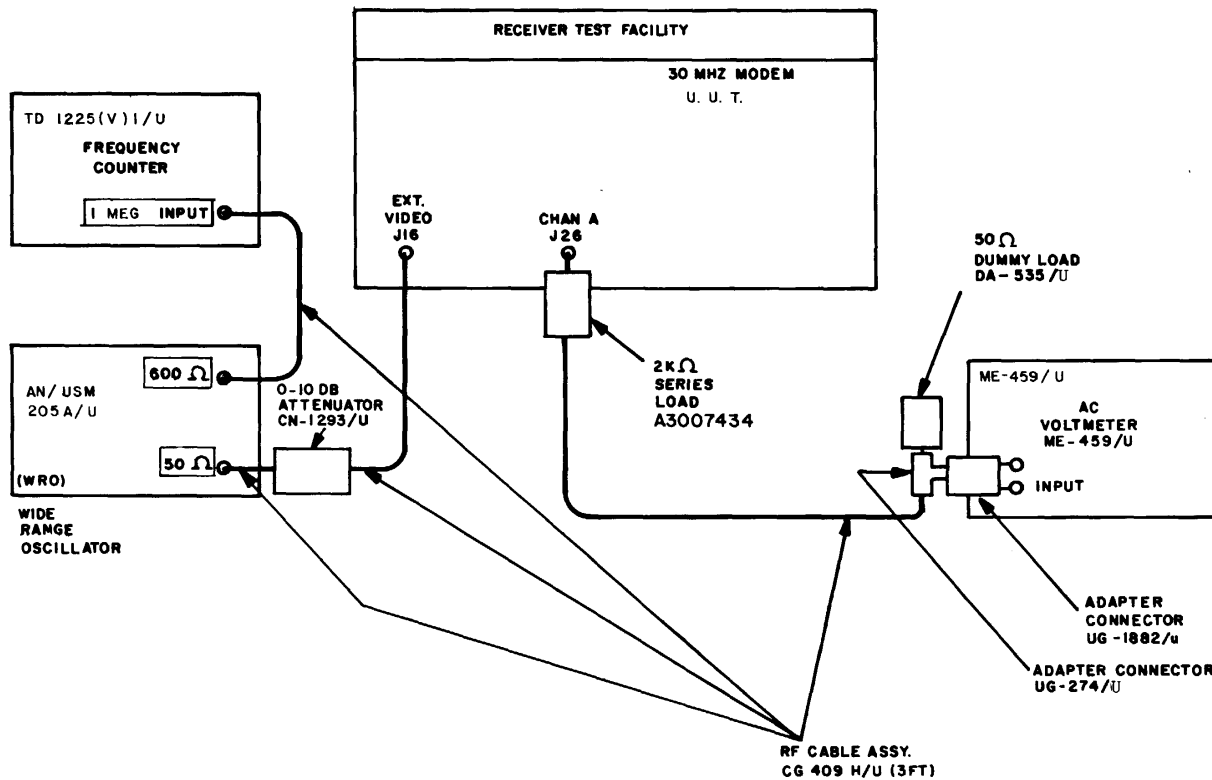 RECEIVER TEST FACILITY
30 MHZ MODEM
U. U. T.
TD 1225(V)1/U
FREQUENCY
COUNTER
1 MEG INPUT
EXT.
VIDEO
J16
CHAN A
J26
50Ω
DUMMY LOAD
DA-535/U
AN/USM
205A/U
600 Ω
50 Ω
(WRO)
WIDE
RANGE
OSCILLATOR
0-10 DB
ATTENUATOR
CN-1293/U
2KΩ
SERIES
LOAD
A3007434
ME-459/U
AC
VOLTMETER
ME-459/U
INPUT
ADAPTER
CONNECTOR
UG-1882/u
ADAPTER CONNECTOR
UG-274/U
RF CABLE ASSY.
CG 409 H/U (3FT)